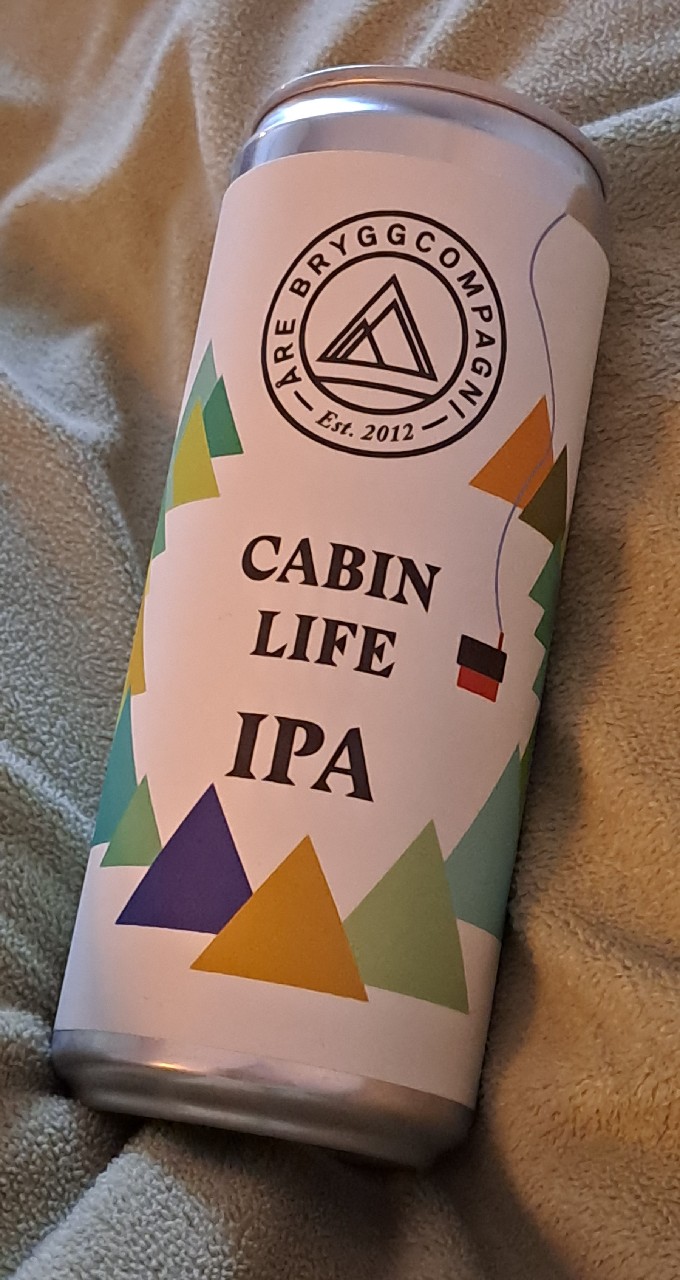 ÅRE BRYGGCOMPAGNI
Est. 2012
CABIN
LIFE
IPA